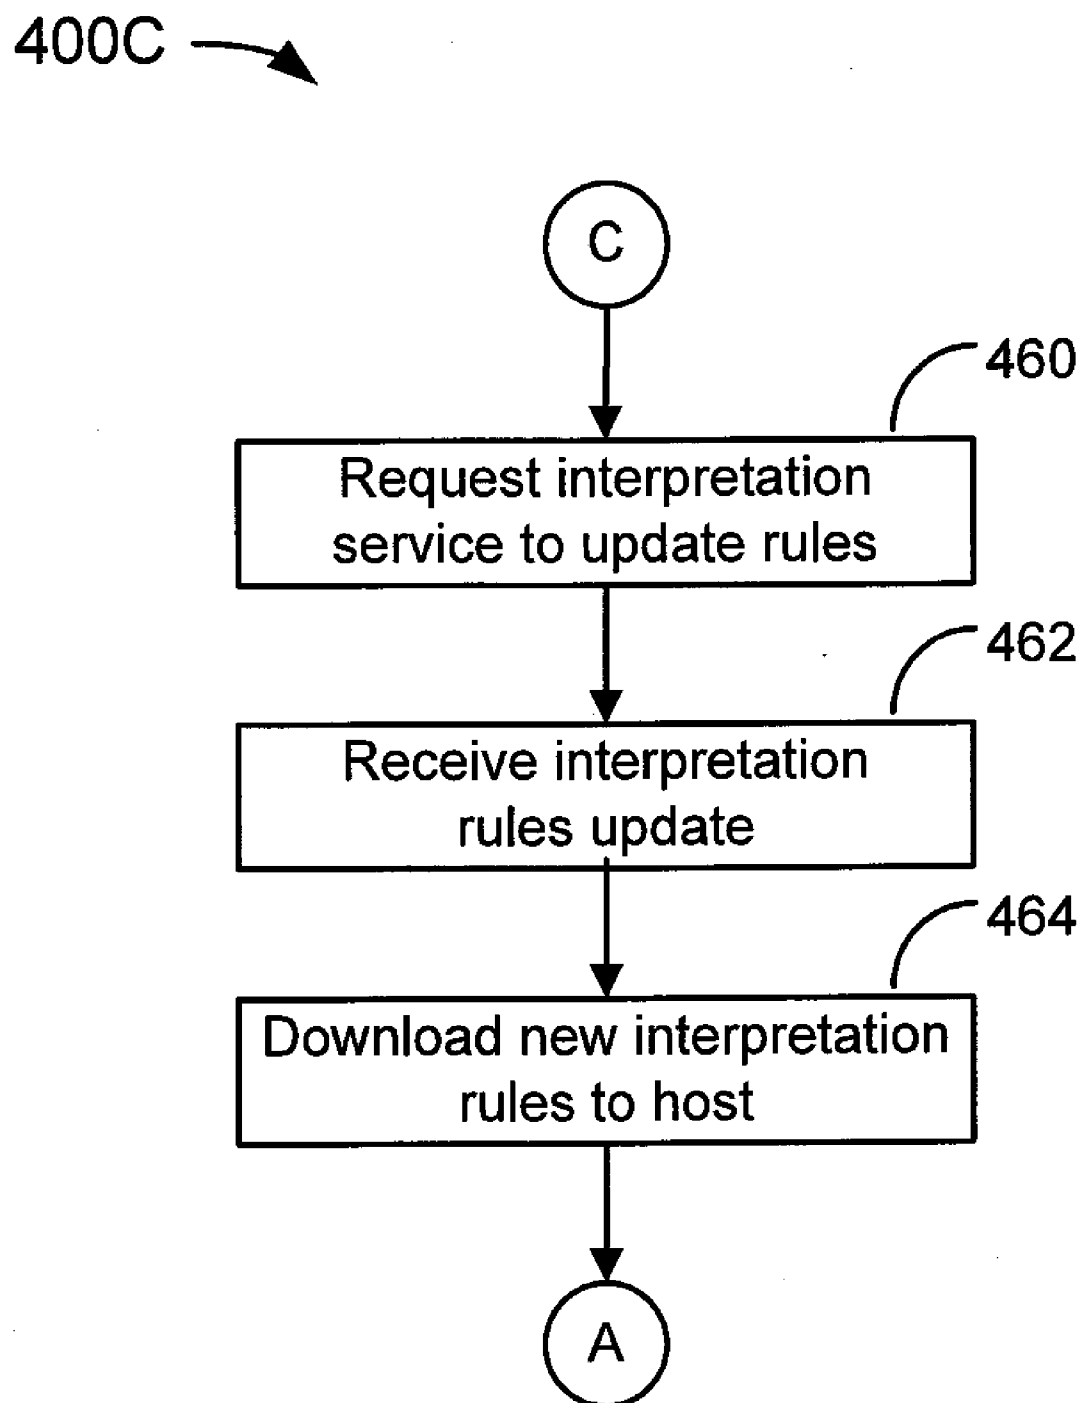 400C
C
460
Request interpretation
service to update rules
462
Receive interpretation
rules update
464
Download new interpretation
rules to host
A